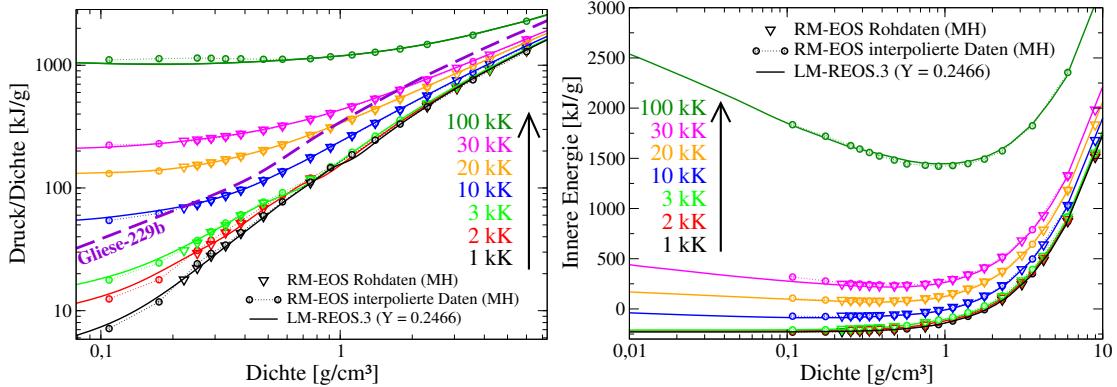 1000
100
10
Druck/Dichte [kJ/g]
0.1
1
Dichte [g/cm³]
Gliese-229b
100 kK
30 kK
20 kK
10 kK
3 kK
2 kK
1 kK
RM-EOS Rohdaten (MH)
RM-EOS interpolierte Daten (MH)
LM-REOS.3 (Y = 0.2466)
3000
2500
2000
1750
1500
1250
1000
750
500
250
0
Innere Energie [kJ/g]
0,01
0,1
1
10
Dichte [g/cm³]
RM-EOS Rohdaten (MH)
RM-EOS interpolierte Daten (MH)
LM-REOS.3 (Y = 0.2466)
100 kK
30 kK
20 kK
10 kK
3 kK
2 kK
1 kK